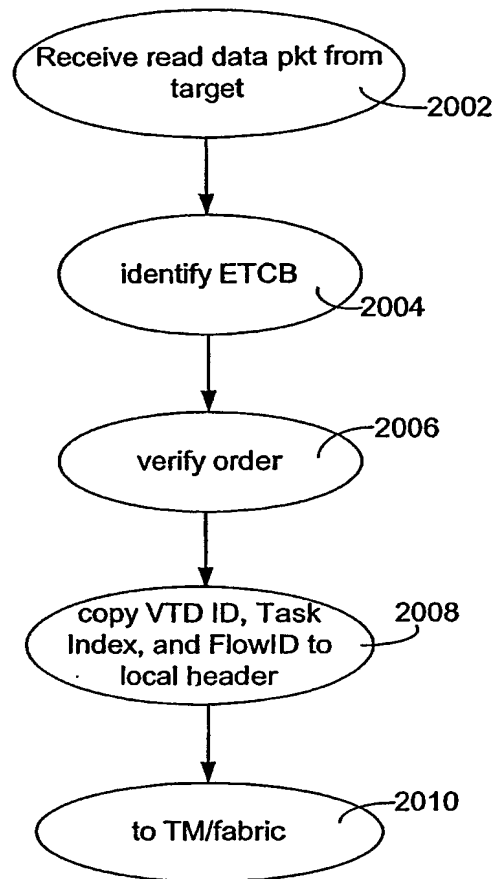 Receive read data pkt from
target
2002
identify ETCB
2004
2006
verify order
copy VTD ID, Task
Index, and FlowID to
local header
2008
2010
to TM/fabric